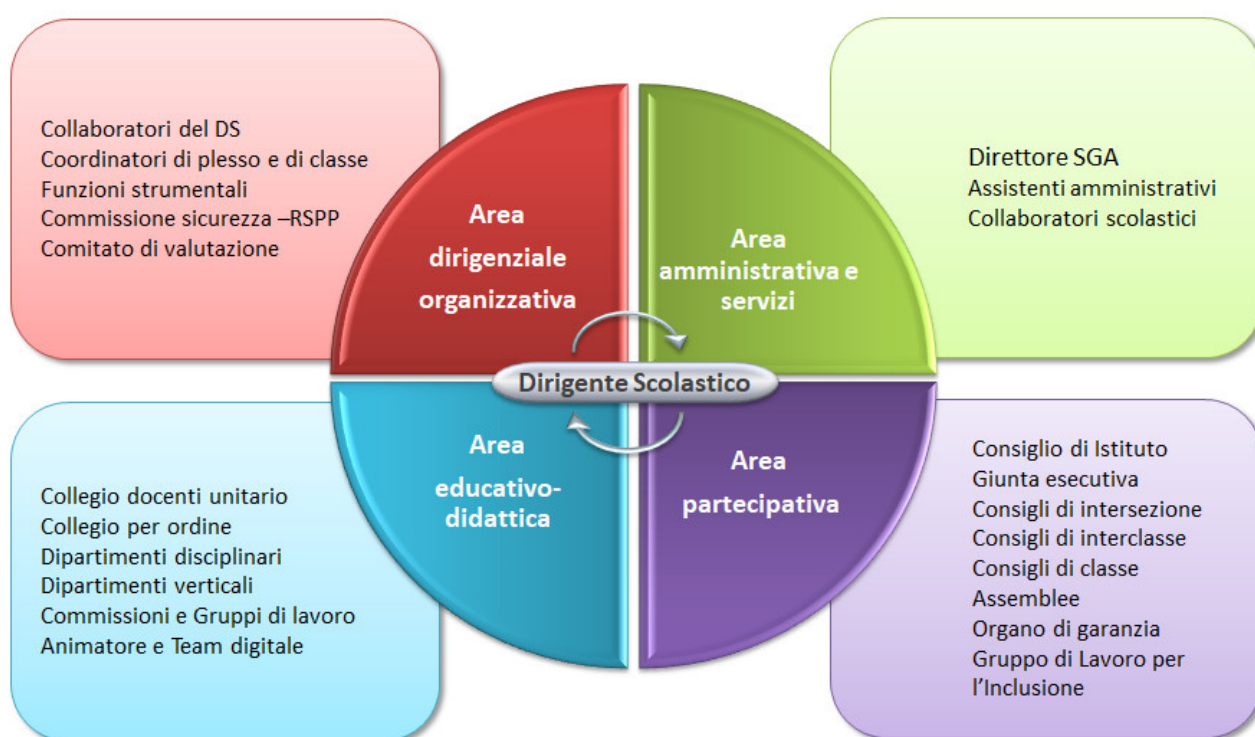 Collaboratori del DS
Coordinatori di plesso e di classe
Funzioni strumentali
Commissione sicurezza –RSPP
Comitato di valutazione
Area
dirigenziale
organizzativa
Area
amministrativa e
servizi
Direttore SGA
Assistenti amministrativi
Collaboratori scolastici
Dirigente Scolastico
Collegio docenti unitario
Collegio per ordine
Dipartimenti disciplinari
Dipartimenti verticali
Commissioni e Gruppi di lavoro
Animatore e Team digitale
Area
educativo-
didattica
Area
partecipativa
Consiglio di Istituto
Giunta esecutiva
Consigli di intersezione
Consigli di interclasse
Consigli di classe
Assemblee
Organo di garanzia
Gruppo di Lavoro per
l’Inclusione